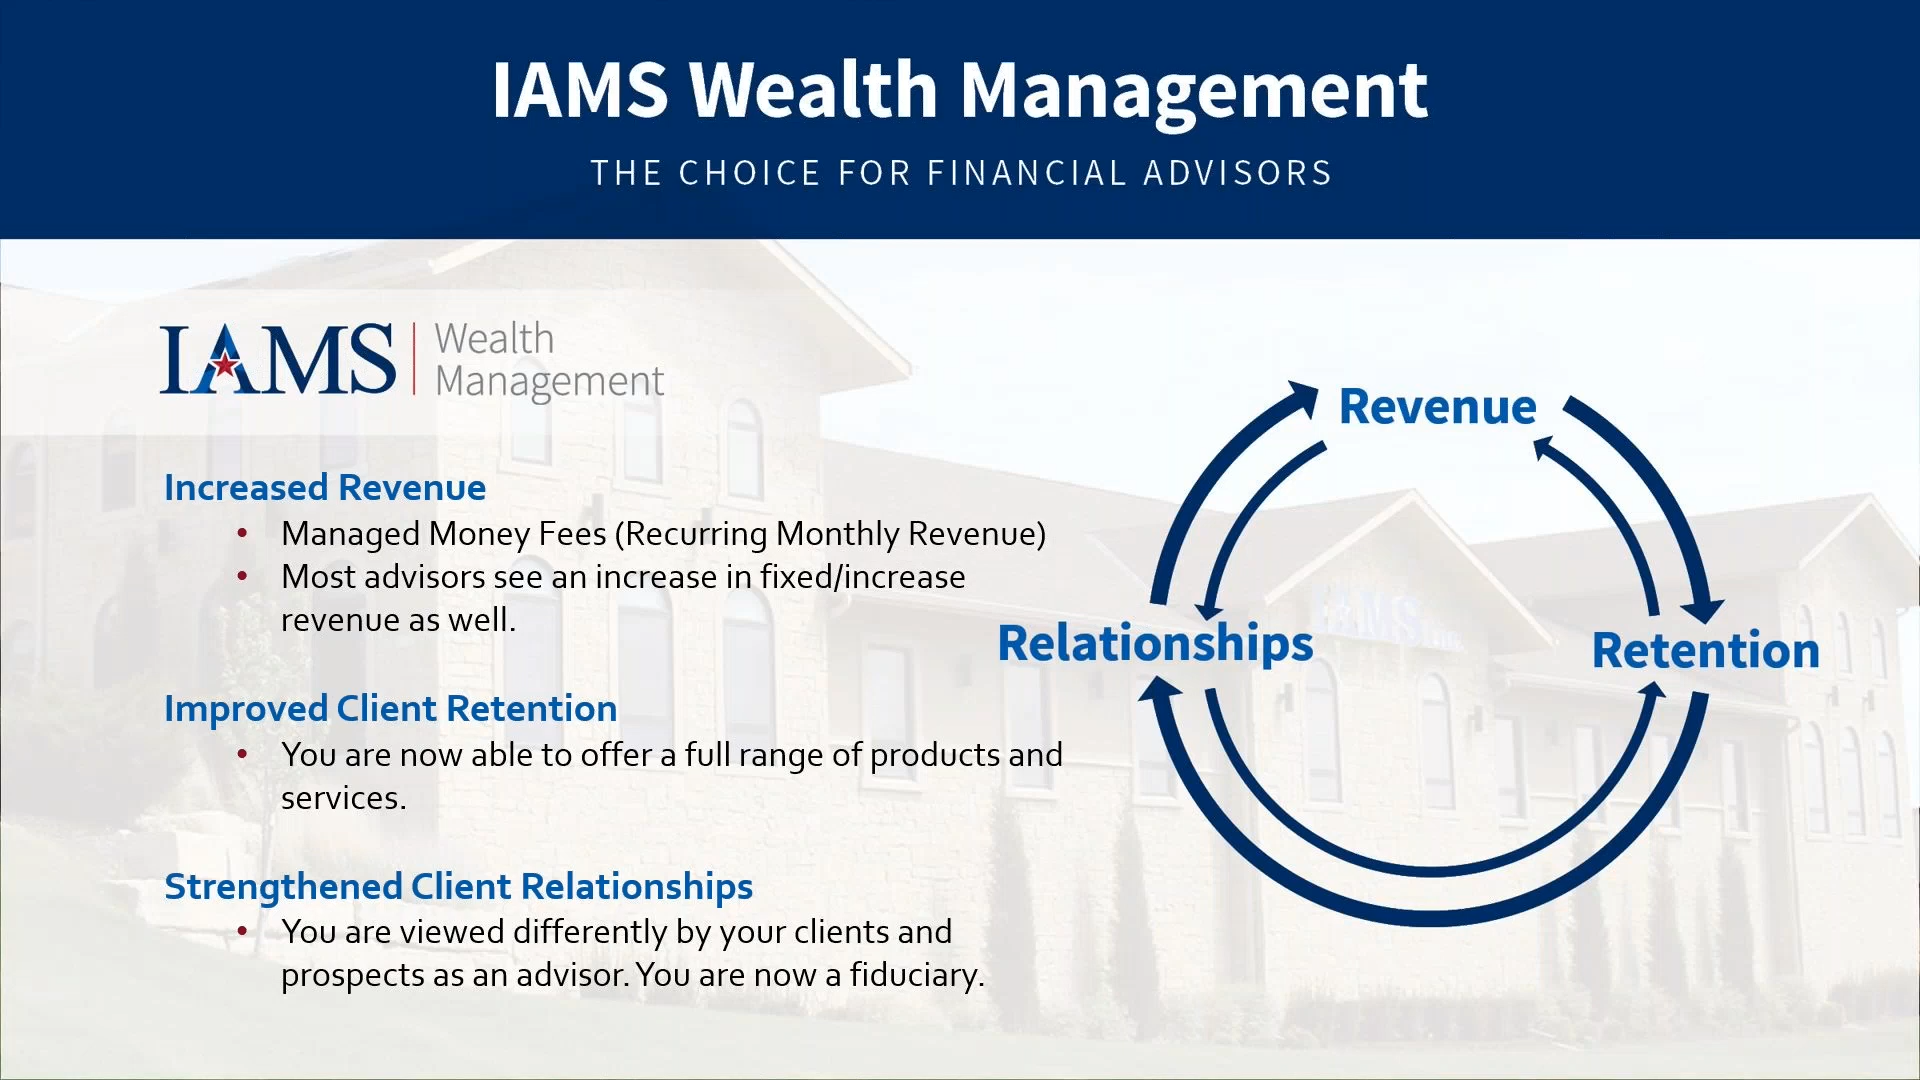 IAMS Wealth Management
THE CHOICE FOR FINANCIAL ADVISORS
IAMS
Wealth
Management
Increased Revenue
• Managed Money Fees (Recurring Monthly Revenue)
• Most advisors see an increase in fixed/increase
revenue as well.
Improved Client Retention
• You are now able to offer a full range of products and
services.
Strengthened Client Relationships
• You are viewed differently by your clients and
prospects as an advisor. You are now a fiduciary.
Revenue
Relationships
Retention
IAMS